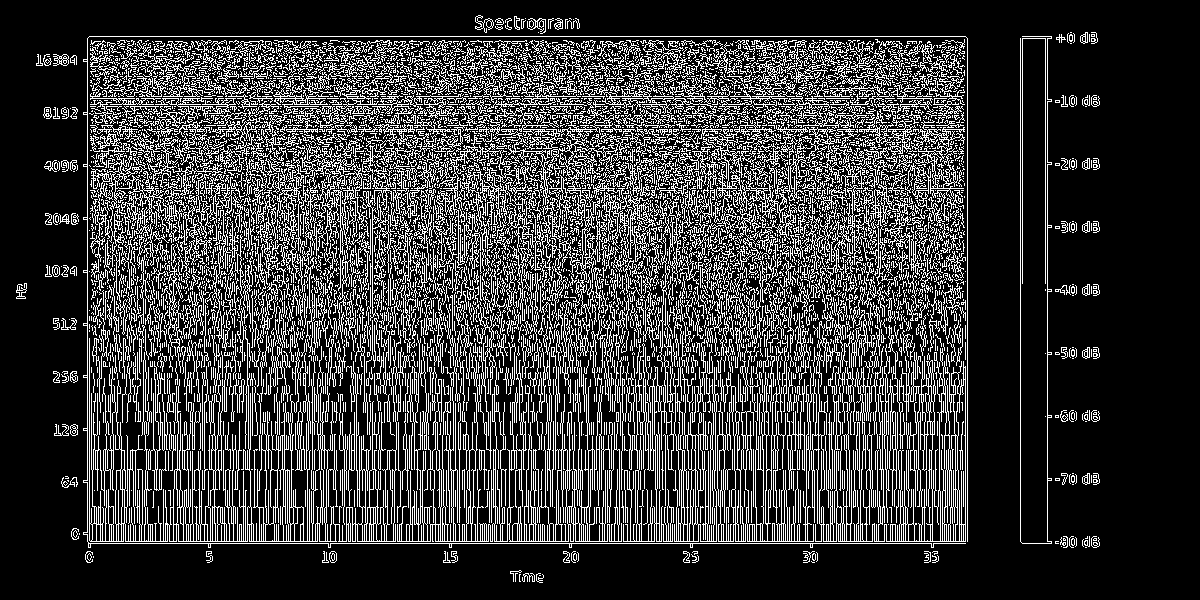 Spectrogram
+0 dB
16384
-10 dB
8192
-20 dB
4096
-30 dB
2048
1024
Hz
-40 dB
512
-50 dB
256
-60 dB
128
-70 dB
64
0
-80 dB
0 5 10 15 20 25 30 35
Time